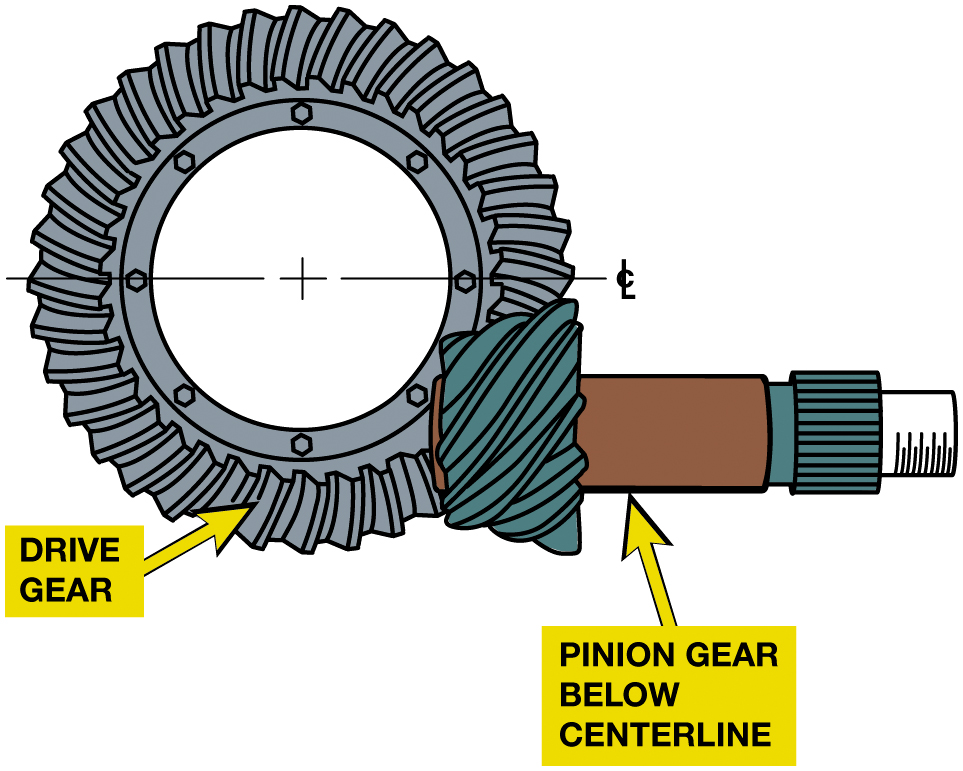 ℄
DRIVE
GEAR
PINION GEAR
BELOW
CENTERLINE